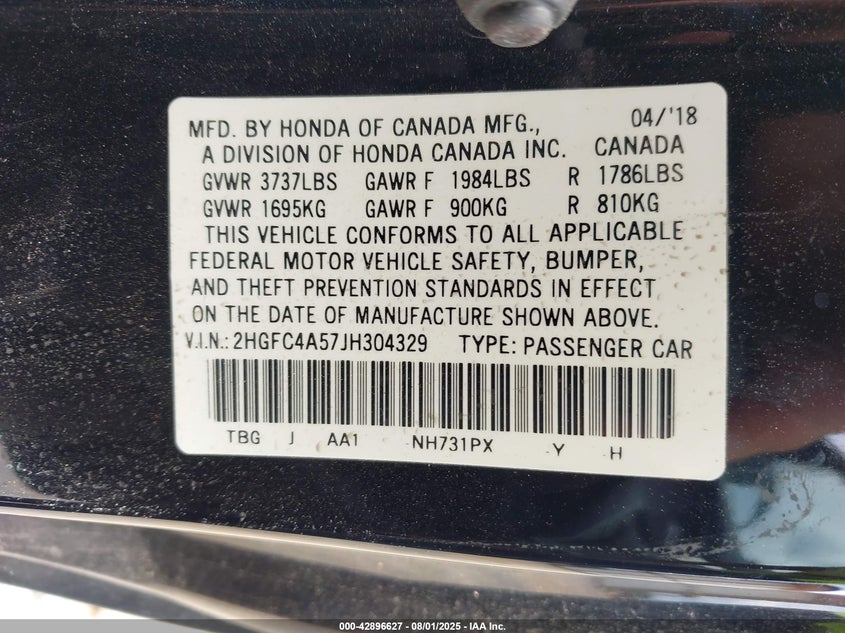 MFD. BY HONDA OF CANADA MFG., 04/'18
A DIVISION OF HONDA CANADA INC. CANADA
GVWR 3737LBS GAWR F 1984LBS R 1786LBS
GVWR 1695KG GAWR F 900KG R 810KG
THIS VEHICLE CONFORMS TO ALL APPLICABLE
FEDERAL MOTOR VEHICLE SAFETY, BUMPER,
AND THEFT PREVENTION STANDARDS IN EFFECT
ON THE DATE OF MANUFACTURE SHOWN ABOVE.
V.I.N.: 2HGFC4A57JH304329 TYPE: PASSENGER CAR
TBG J AA1 NH731PX Y H
000-42896627 - 08/01/2025 - IAA Inc.